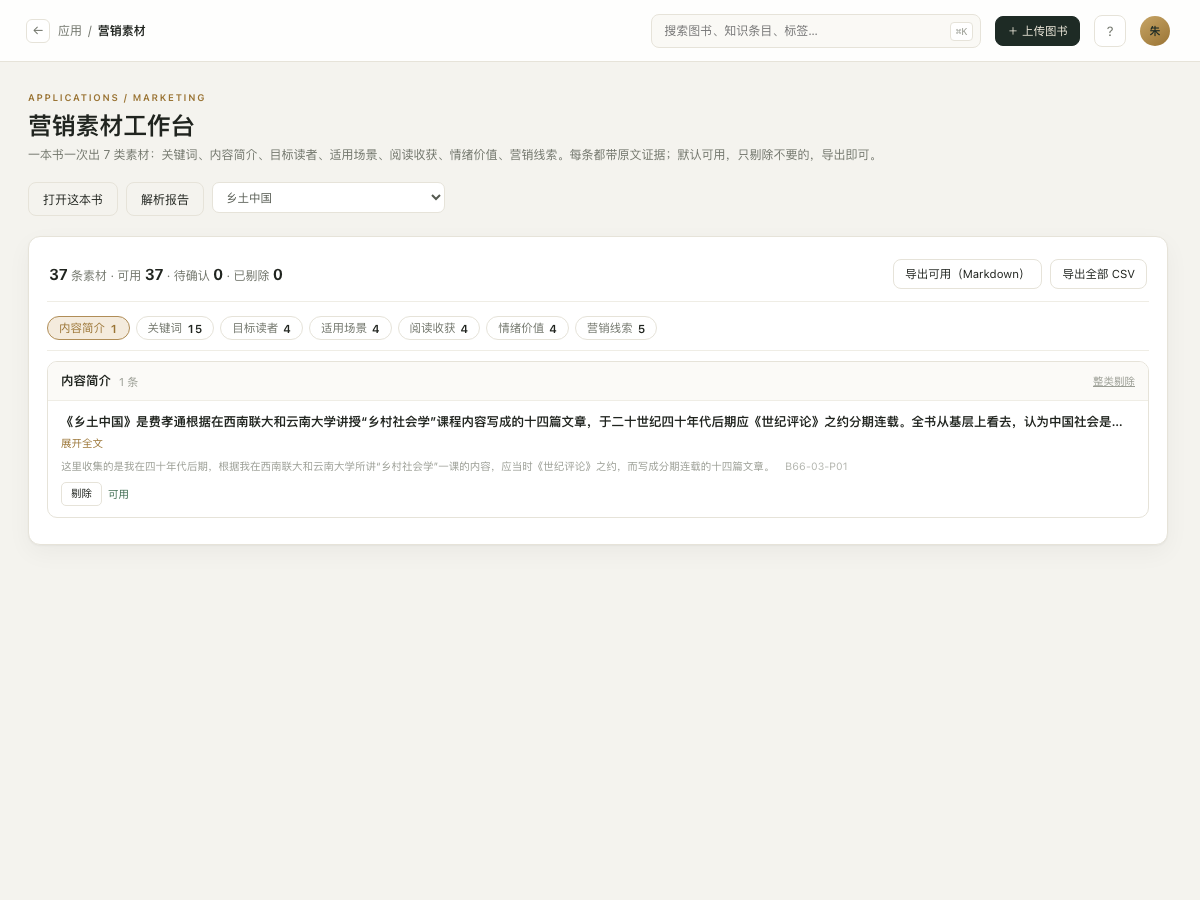 ← 应用 / 营销素材
搜索图书、知识条目、标签... ⌘K
+ 上传图书
?
朱
APPLICATIONS / MARKETING
营销素材工作台
一本书一次出 7 类素材：关键词、内容简介、目标读者、适用场景、阅读收获、情绪价值、营销线索。每条都带原文证据；默认可用，只剔除不要的，导出即可。
打开这本书 解析报告 乡土中国
37 条素材 · 可用 37 · 待确认 0 · 已剔除 0
导出可用（Markdown） 导出全部 CSV
内容简介 1 关键词 15 目标读者 4 适用场景 4 阅读收获 4 情绪价值 4 营销线索 5
内容简介 1 条 整类剔除
《乡土中国》是费孝通根据在西南联大和云南大学讲授“乡村社会学”课程内容写成的十四篇文章，于二十世纪四十年代后期应《世纪评论》之约分期连载。全书从基层上看去，认为中国社会是...
展开全文
这里收集的是我在四十年代后期，根据我在西南联大和云南大学所讲“乡村社会学”一课的内容，应当时《世纪评论》之约，而写成分期连载的十四篇文章。 B66-03-P01
剔除 可用